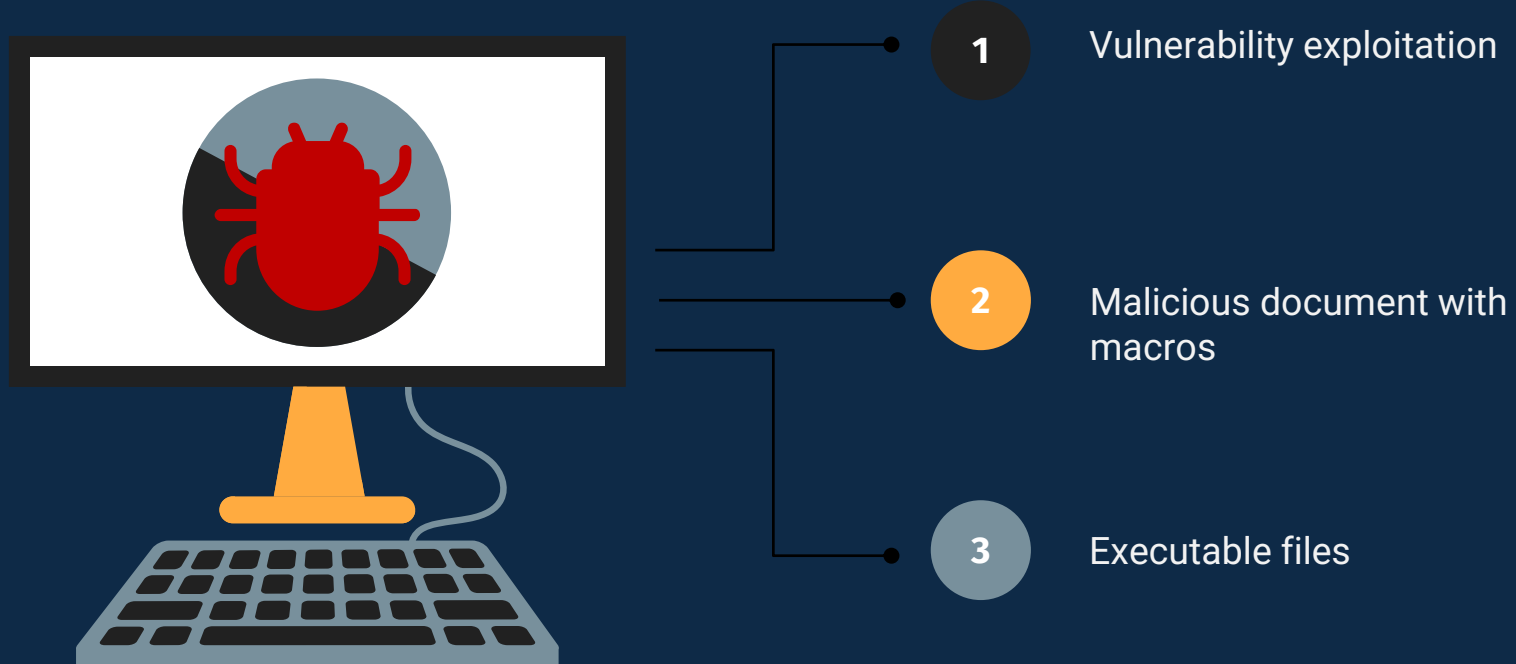 1
Vulnerability exploitation
2
Malicious document with
macros
3
Executable files